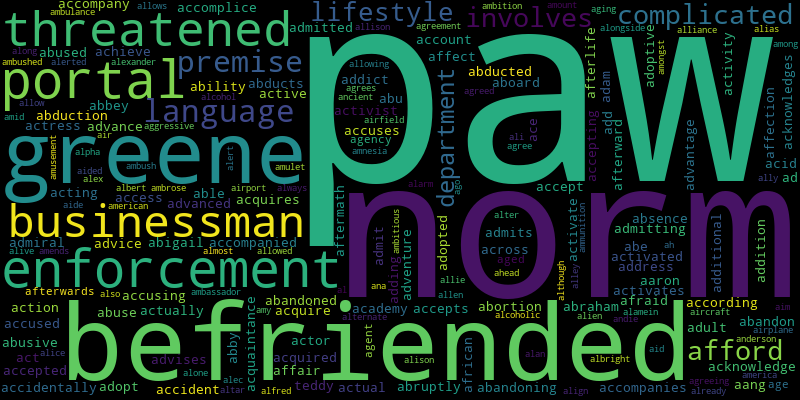 accompany ambulance allows accomplice
threatened
abused achieve
along ambushed alerted alexander
portal
premise
ability abducts
addict
active
abduction
abbey
amid
allow
alcohol
language
actress advance aggressive
lifestyle
admitted
account
affect
allowing
agrees
ancient
abu
activist
airfield
accuses
agency
amnesia
involves
agreement
ambition
amount
allison
abducted
aboard
agreed
department
ace
ali
agree
accept
ago
complicated
aging
alongside
alliance
alias
among
amongst
afterlife
adoptive
activity
acknowledges
add
adam
accepting
afterward
advantage
affection
acid
ad
ally
paw
greene
amusement
air
alpha
aided
alex
ambush
alert
amulet
albert
ambrose
airport
always
acting
access
able
advanced
acquires
aide
american
businessman
admiral
advice
abigail
accompanied
alive
amends
almost
allowed
enforcement
afterwards
also
accusing
ambassador
norm
aftermath
alarm
admit
ambitious
adding
adventure
adopted
al
ana
allie
allen
alter
admits
across
aged
ahead
activate
ammunition
alley
although
absence
admitting
abe
ah
activated
address
aaron
activates
additional
addition
befriended
action
abuse
actually
accused
abusive
act
alice
accepted
advises
alone
abby
accidentally
adopt
accident
alec
altar
acquaintance
abandoned
amy
acquire
actor
acquired
affair
alfred
teddy
actual
alternate
agent
academy
accepts
abruptly
alison
african
abortion
alcoholic
abandoning
alan
alien
align
abraham
andie
albright
aid
accompanies
afraid
alamein
according
aircraft
aim
adult
airplane
abandon
anderson
afford
acknowledge
america
aang
age
agreeing
already